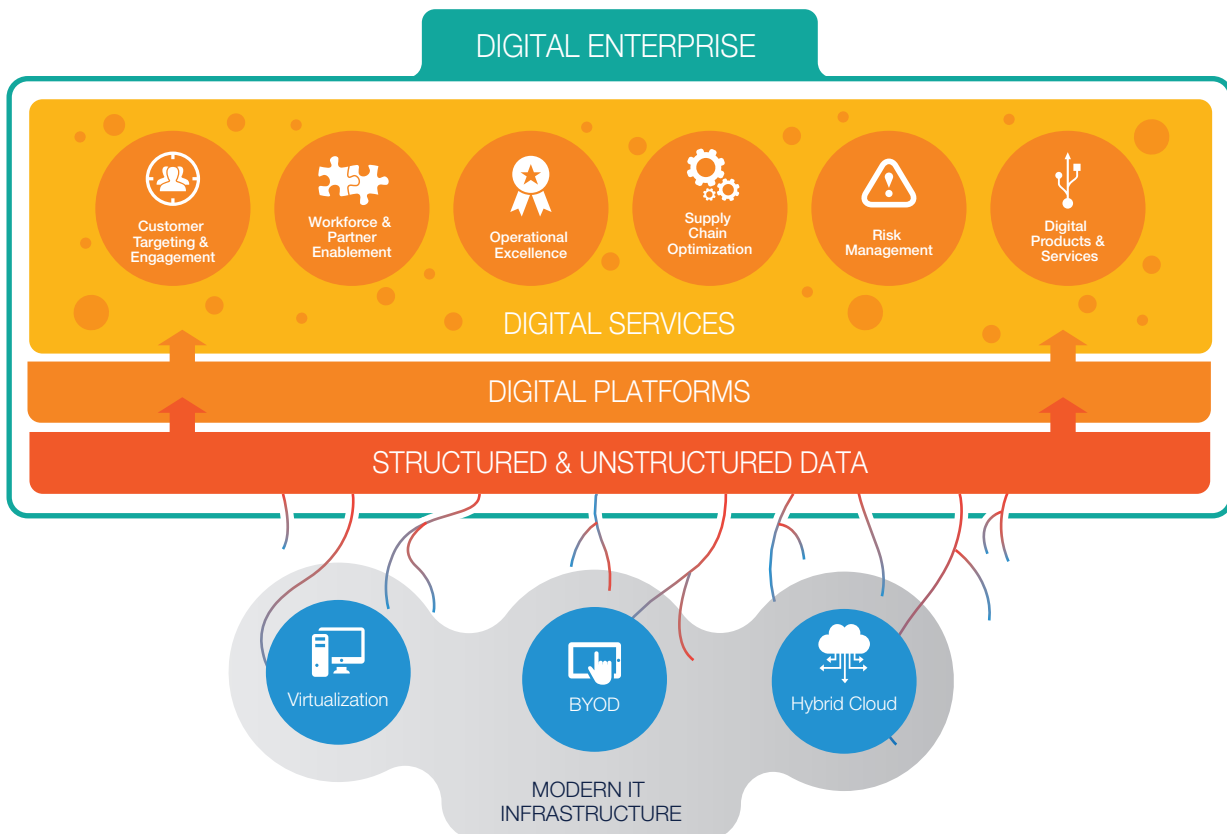 DIGITAL ENTERPRISE
Customer
Targeting &
Engagement
Workforce &
Partner
Enablement
Operational
Excellence
Supply
Chain
Optimization
Risk
Management
Digital
Products &
Services
DIGITAL SERVICES
DIGITAL PLATFORMS
STRUCTURED & UNSTRUCTURED DATA
Virtualization
BYOD
Hybrid Cloud
MODERN IT
INFRASTRUCTURE